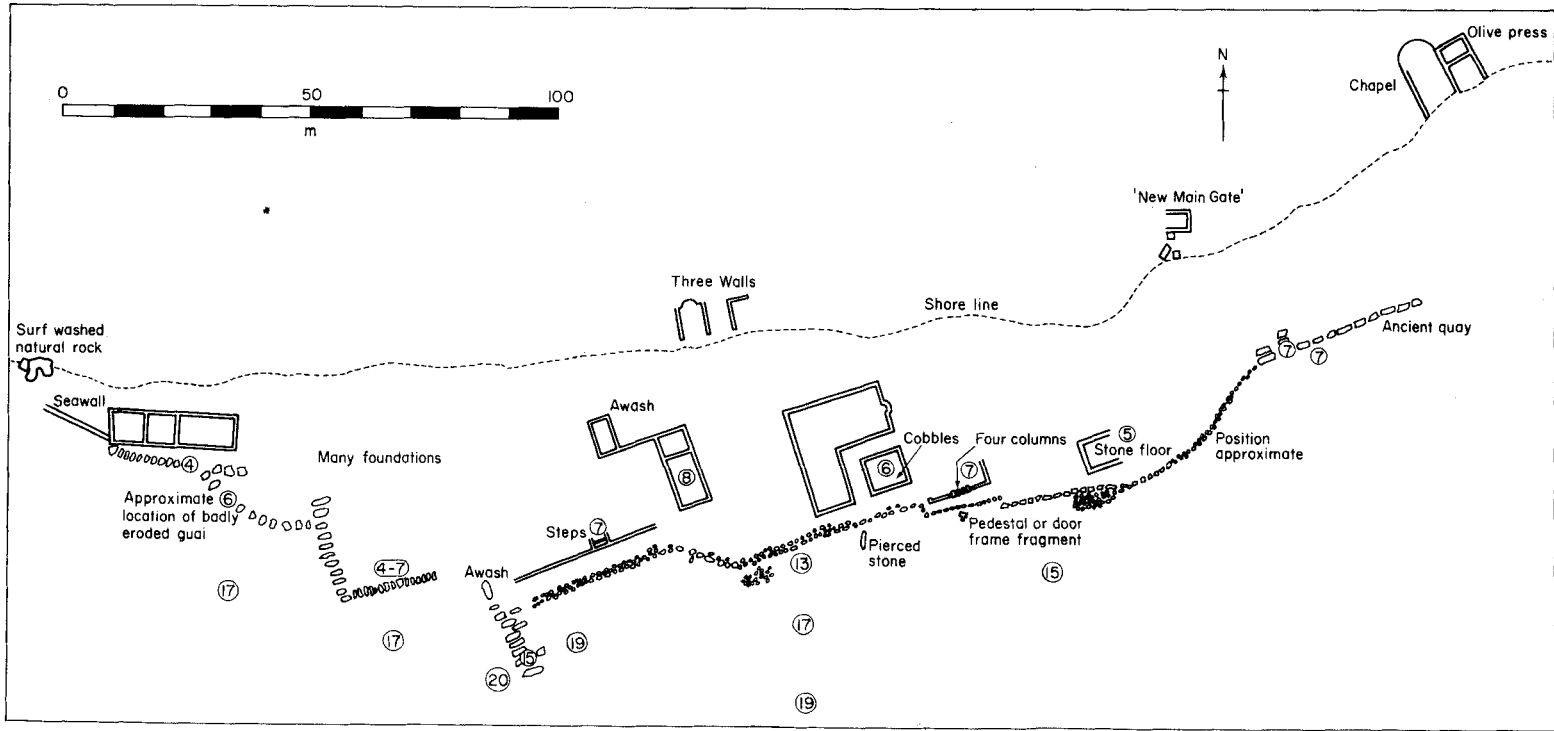 Olive press
N
0 50 100
m
Chapel
'New Main Gate'
Three Walls
Shore line
Surf washed
natural rock
Ancient quay
7
7
Seawall
Awash
Cobbles
Four columns
5
Stone floor
Position
approximate
4
Many foundations
6
7
8
Approximate 6
location of badly
eroded guai
Steps 7
Pedestal or door
frame fragment
Pierced
stone
13
4-7
Awash
15
17
17
17
19
15
20
19